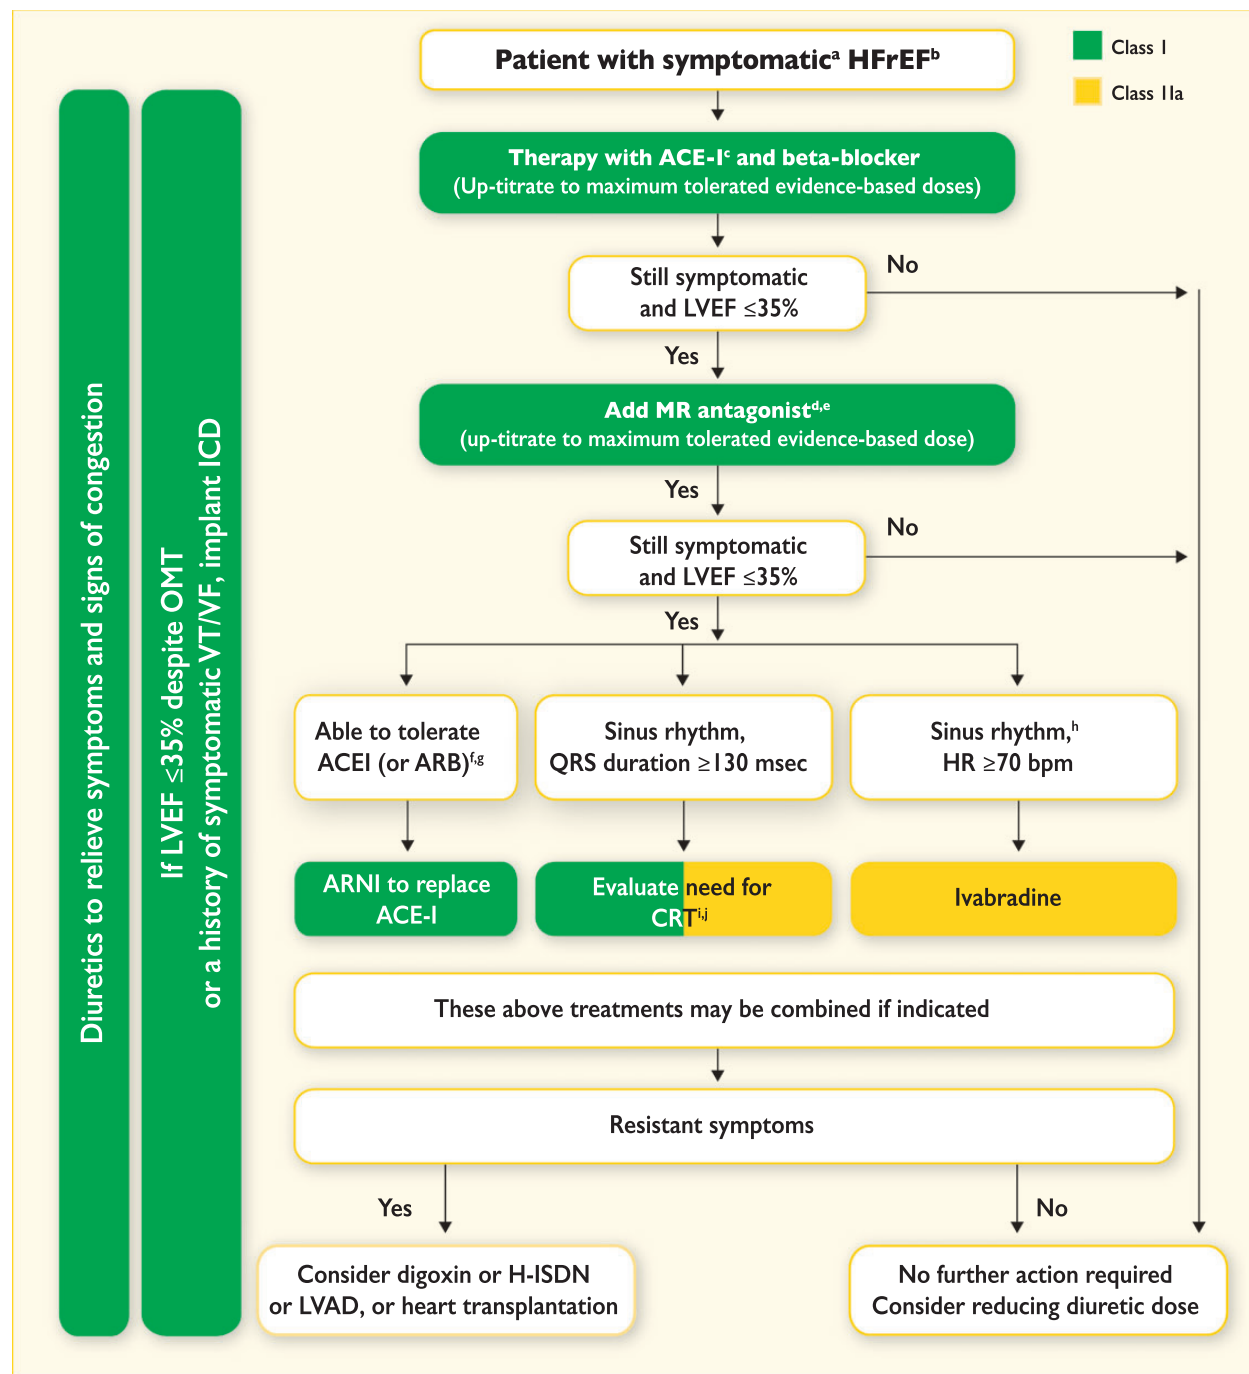 Patient with symptomaticᵃ HFrEFᵇ
Class I
Class IIa
Therapy with ACE-Iᶜ and beta-blocker
(Up-titrate to maximum tolerated evidence-based doses)
Still symptomatic
and LVEF ≤35%
No
Yes
Add MR antagonistᵈ,ᵉ
(up-titrate to maximum tolerated evidence-based dose)
Yes
Still symptomatic
and LVEF ≤35%
No
Yes
Able to tolerate
ACEI (or ARB)ᶠ,ᵍ
Sinus rhythm,
QRS duration ≥130 msec
Sinus rhythm,ʰ
HR ≥70 bpm
ARNI to replace
ACE-I
Evaluate need for
CRTⁱ,ʲ
Ivabradine
These above treatments may be combined if indicated
Resistant symptoms
Yes
No
Consider digoxin or H-ISDN
or LVAD, or heart transplantation
No further action required
Consider reducing diuretic dose
Diuretics to relieve symptoms and signs of congestion
If LVEF ≤35% despite OMT
or a history of symptomatic VT/VF, implant ICD